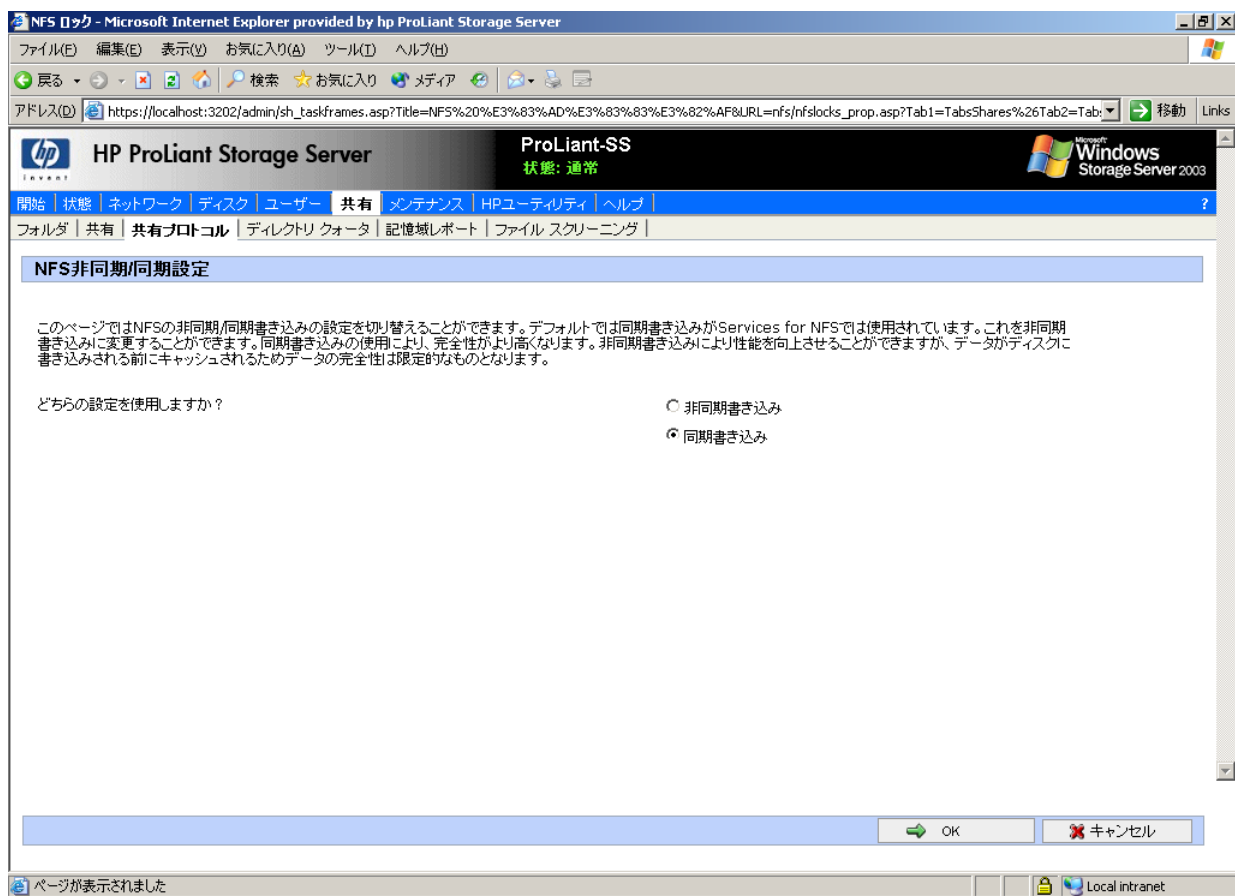 NFS ロック - Microsoft Internet Explorer provided by hp ProLiant Storage Server
ファイル(F) 編集(E) 表示(V) お気に入り(A) ツール(T) ヘルプ(H)
戻る 検索 お気に入り メディア
アドレス(D) https://localhost:3202/admin/sh_taskframes.asp?Title=NFS%20%E3%83%AD%E3%83%83%E3%82%AF&URL=nfs/nfslocks_prop.asp?Tab1=TabsShares%26Tab2=Tab: 移動 Links
hp invent HP ProLiant Storage Server ProLiant-SS Microsoft Windows
状態: 通常 Storage Server 2003
開始 | 状態 | ネットワーク | ディスク | ユーザー | 共有 | メンテナンス | HPユーティリティ | ヘルプ | ?
フォルダ | 共有 | 共有プロトコル | ディレクトリ クォータ | 記憶域レポート | ファイル スクリーニング |
NFS非同期/同期設定
このページではNFSの非同期/同期書き込みの設定を切り替えることができます。デフォルトでは同期書き込みがServices for NFSでは使用されています。これを非同期
書き込みに変更することができます。同期書き込みの使用により、完全性がより高くなります。非同期書き込みにより性能を向上させることができますが、データがディスクに
書き込みされる前にキャッシュされるためデータの完全性は限定的なものとなります。
どちらの設定を使用しますか? 非同期書き込み
同期書き込み
OK キャンセル
ページが表示されました Local intranet